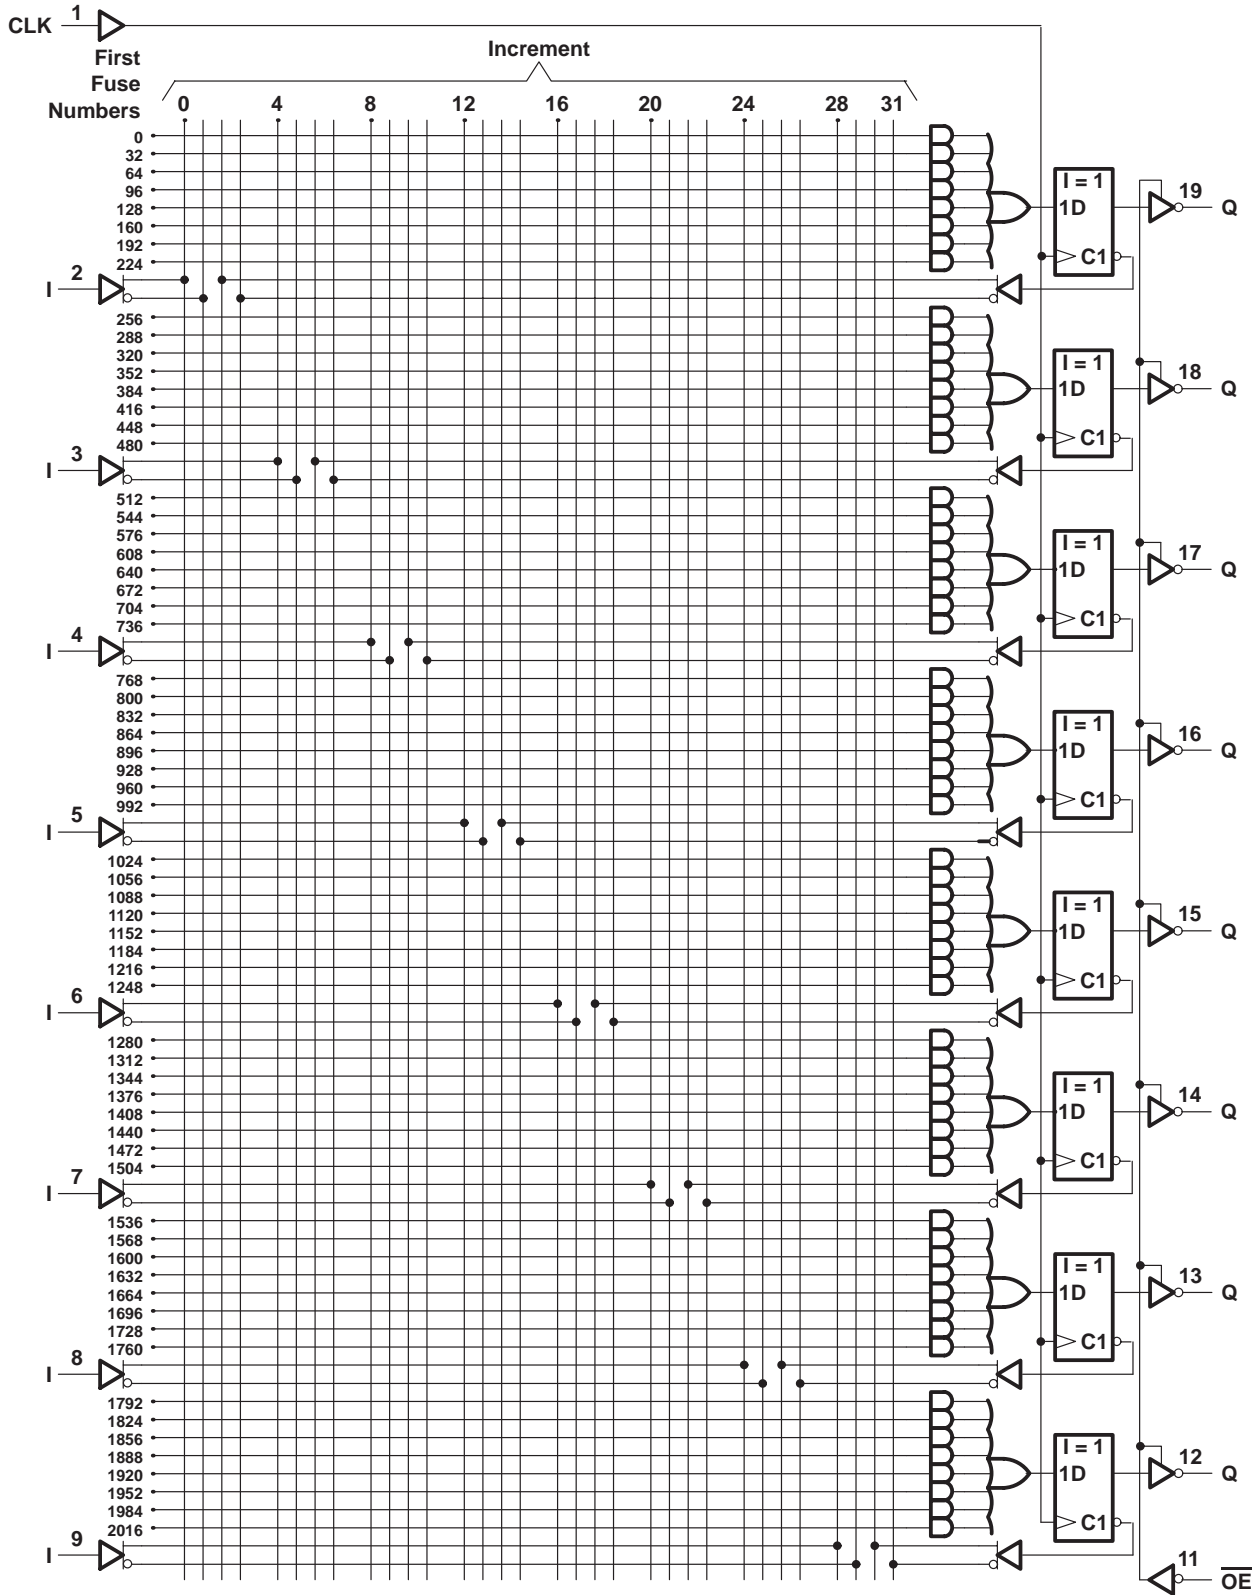 CLK 1
First
Fuse
Numbers
Increment
0 4 8 12 16 20 24 28 31
0
32
64
96
128
160
192
224
I = 1
1D
C1
19 Q
I 2
256
288
320
352
384
416
448
480
I = 1
1D
C1
18 Q
I 3
512
544
576
608
640
672
704
736
I = 1
1D
C1
17 Q
I 4
768
800
832
864
896
928
960
992
I = 1
1D
C1
16 Q
I 5
1024
1056
1088
1120
1152
1184
1216
1248
I = 1
1D
C1
15 Q
I 6
1280
1312
1344
1376
1408
1440
1472
1504
I = 1
1D
C1
14 Q
I 7
1536
1568
1600
1632
1664
1696
1728
1760
I = 1
1D
C1
13 Q
I 8
1792
1824
1856
1888
1920
1952
1984
2016
I = 1
1D
C1
12 Q
I 9
11 O̅E̅